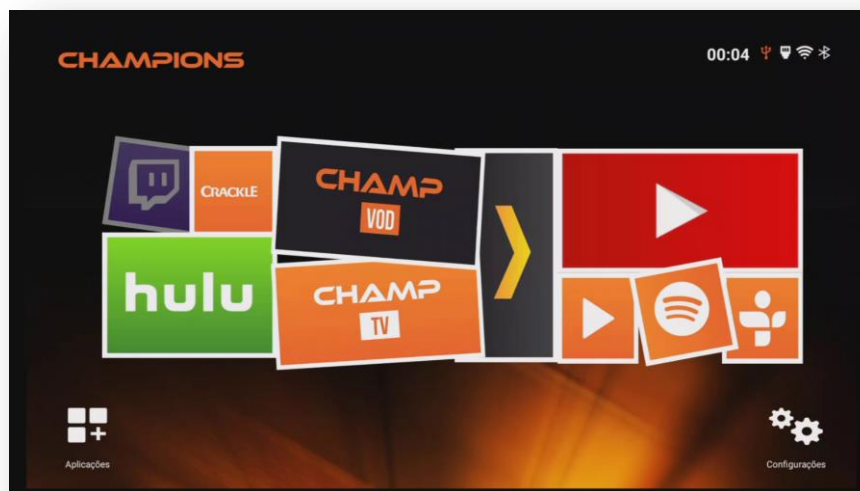 CHAMPIONS
00:04
CRACKLE
CHAMP
VOD
hulu
CHAMP
TV
Aplicações
Configurações